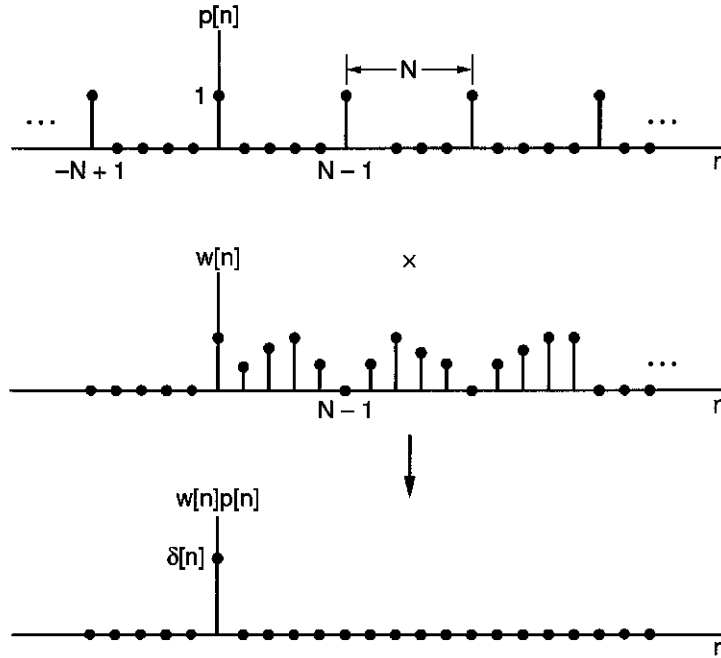 p[n]
N
1
... ...
−N + 1 N − 1 n
w[n] ×
...
N − 1 n
w[n]p[n]
δ[n]
n